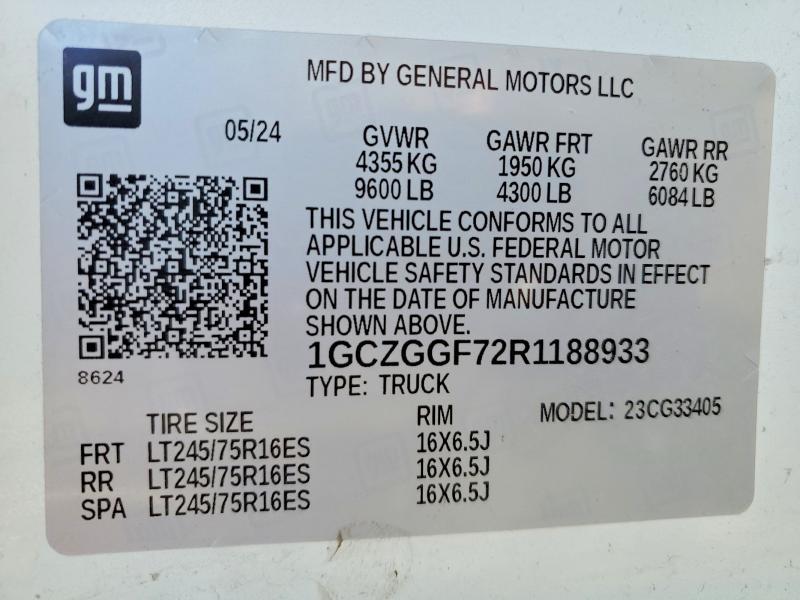 gm
MFD BY GENERAL MOTORS LLC
05/24
GVWR GAWR FRT GAWR RR
4355 KG 1950 KG 2760 KG
9600 LB 4300 LB 6084 LB
THIS VEHICLE CONFORMS TO ALL
APPLICABLE U.S. FEDERAL MOTOR
VEHICLE SAFETY STANDARDS IN EFFECT
ON THE DATE OF MANUFACTURE
SHOWN ABOVE.
1GCZGGF72R1188933
8624
TYPE: TRUCK
MODEL: 23CG33405
TIRE SIZE RIM
FRT LT245/75R16ES 16X6.5J
RR LT245/75R16ES 16X6.5J
SPA LT245/75R16ES 16X6.5J